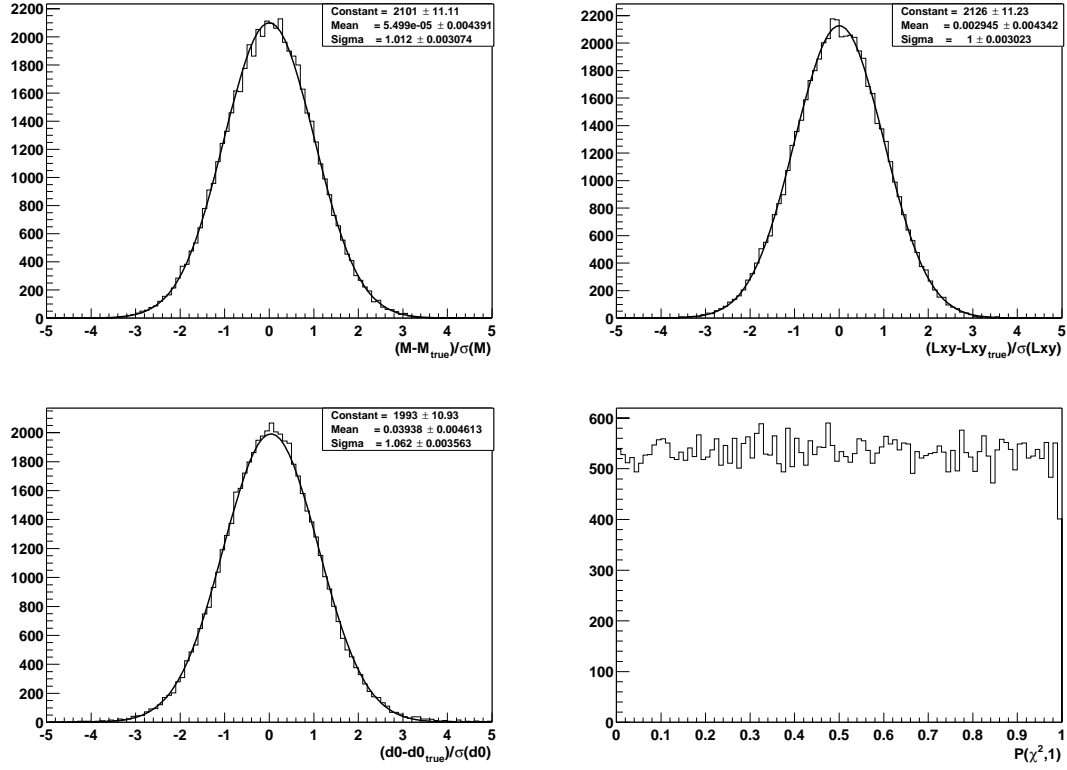 Constant = 2101 ± 11.11
Mean = 5.499e-05 ± 0.004391
Sigma = 1.012 ± 0.003074
2200
2000
1800
1600
1400
1200
1000
800
600
400
200
0
-5 -4 -3 -2 -1 0 1 2 3 4 5
(M-M_true)/σ(M)
Constant = 2126 ± 11.23
Mean = 0.002945 ± 0.004342
Sigma = 1 ± 0.003023
2200
2000
1800
1600
1400
1200
1000
800
600
400
200
0
-5 -4 -3 -2 -1 0 1 2 3 4 5
(Lxy-Lxy_true)/σ(Lxy)
Constant = 1993 ± 10.93
Mean = 0.03938 ± 0.004613
Sigma = 1.062 ± 0.003563
2000
1800
1600
1400
1200
1000
800
600
400
200
0
-5 -4 -3 -2 -1 0 1 2 3 4 5
(d0-d0_true)/σ(d0)
600
500
400
300
200
100
0
0 0.1 0.2 0.3 0.4 0.5 0.6 0.7 0.8 0.9 1
P(χ²,1)